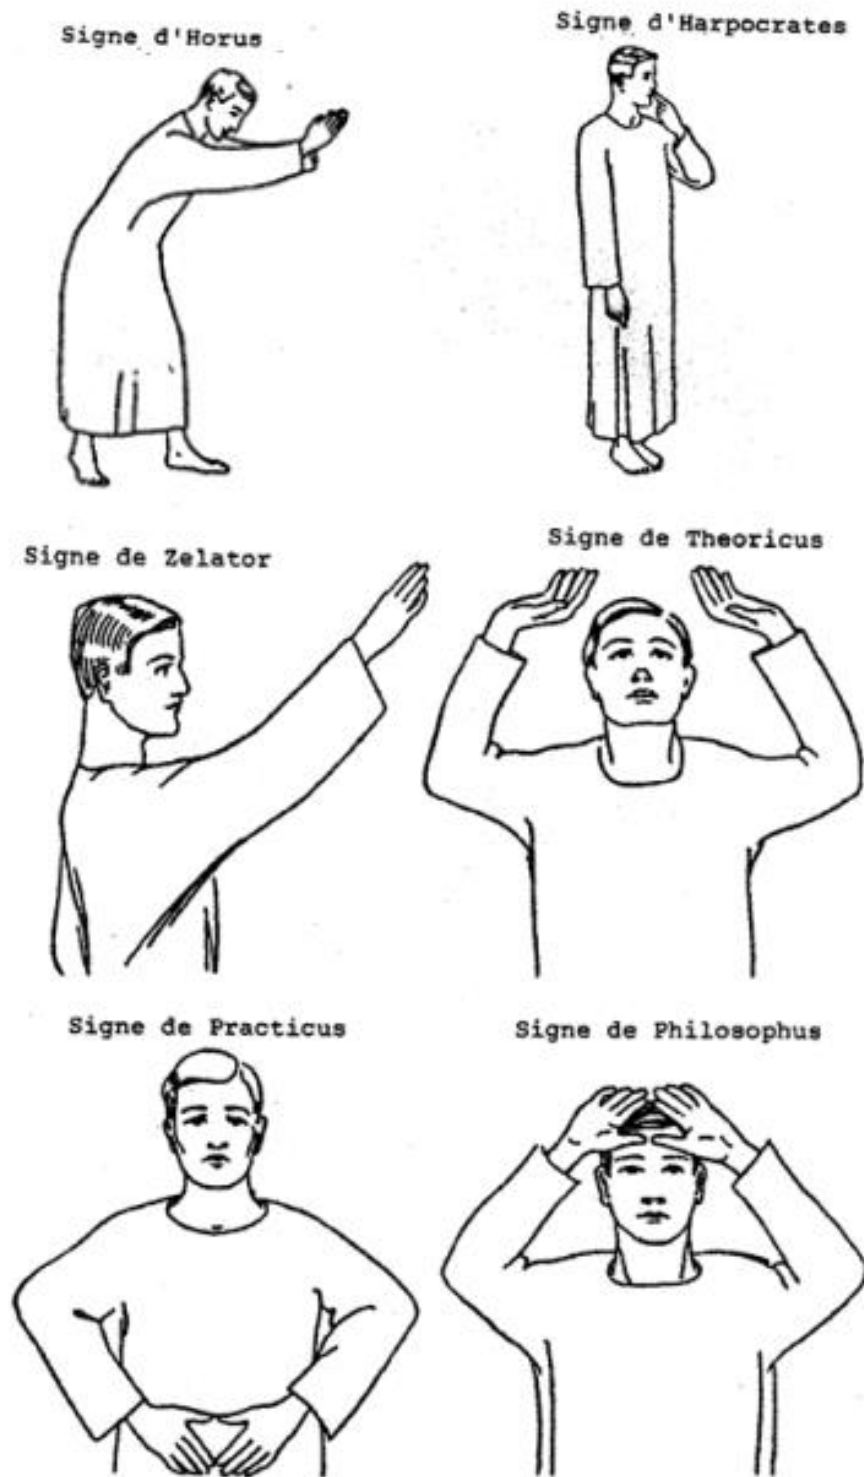 Signe d'Horus
Signe d'Harpocrates
Signe de Zelator
Signe de Theoricus
Signe de Practicus
Signe de Philosophus